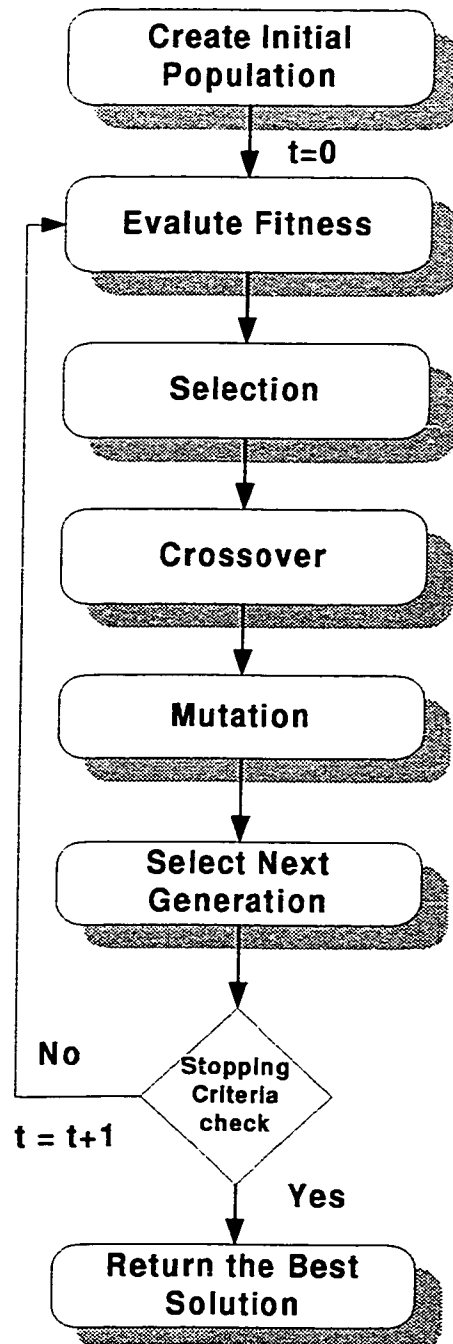 Create Initial
Population
t=0
Evalute Fitness
Selection
Crossover
Mutation
Select Next
Generation
Stopping
Criteria
check
No
t = t+1
Yes
Return the Best
Solution